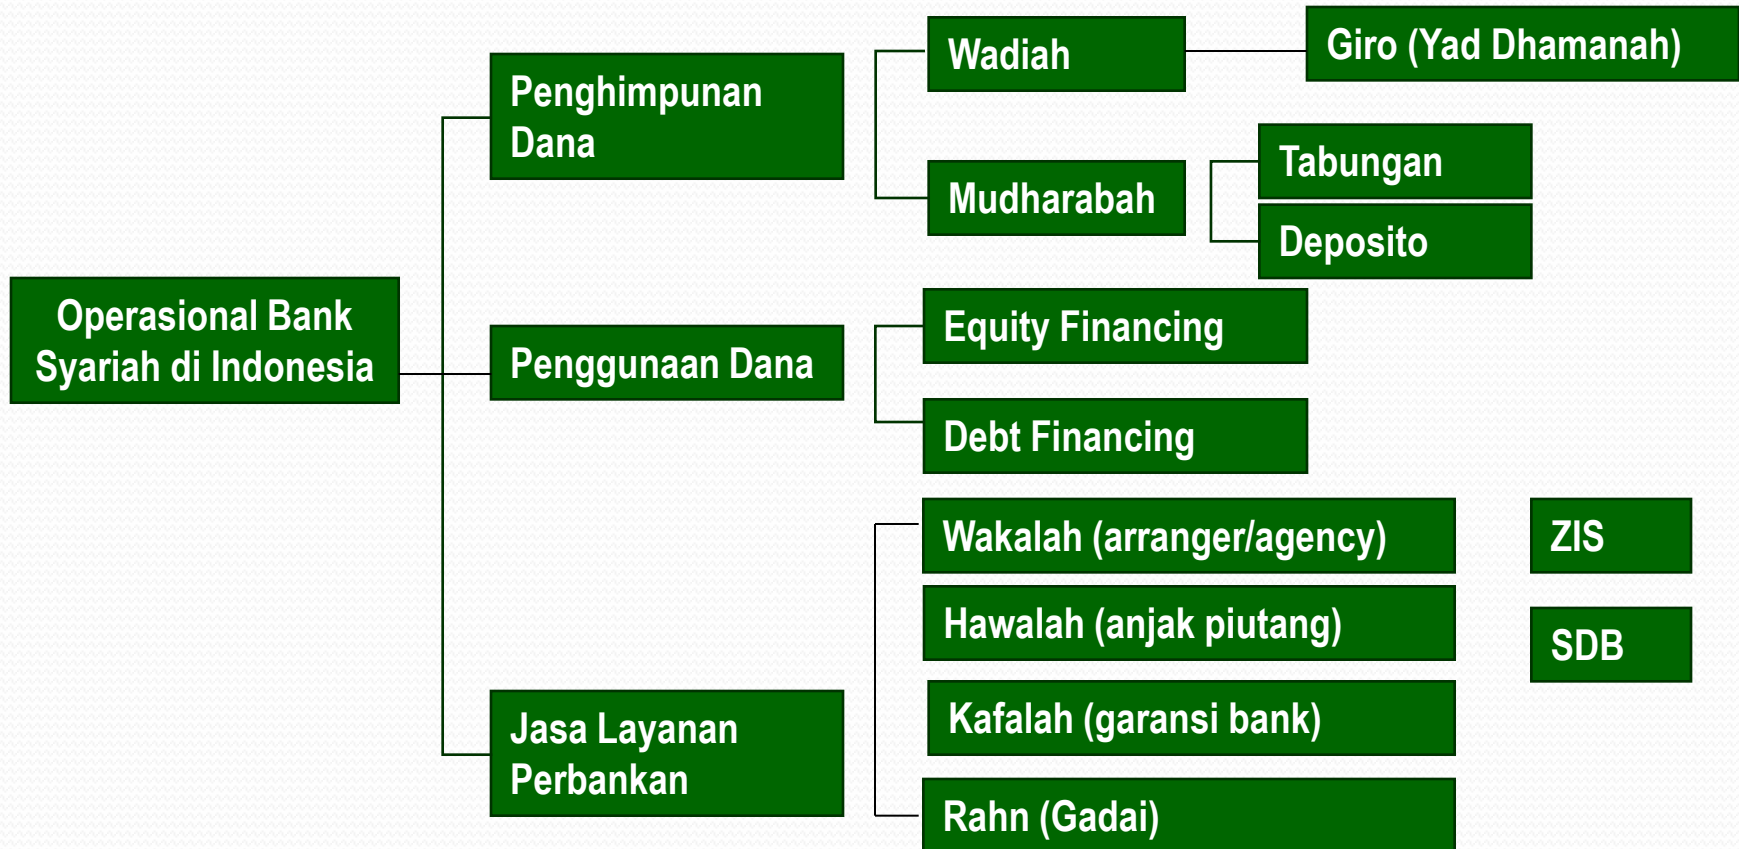 Operasional Bank
Syariah di Indonesia
Penghimpunan
Dana
Wadiah
Giro (Yad Dhamanah)
Mudharabah
Tabungan
Deposito
Penggunaan Dana
Equity Financing
Debt Financing
Jasa Layanan
Perbankan
Wakalah (arranger/agency)
Hawalah (anjak piutang)
Kafalah (garansi bank)
Rahn (Gadai)
ZIS
SDB